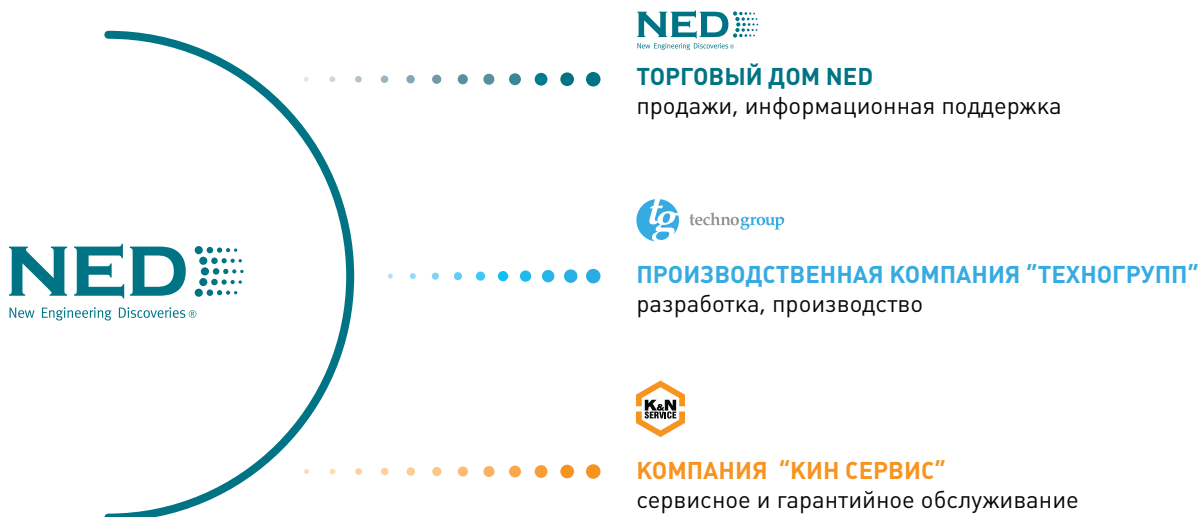 NED
New Engineering Discoveries ®
NED
New Engineering Discoveries ®
ТОРГОВЫЙ ДОМ NED
продажи, информационная поддержка
tg technogroup
ПРОИЗВОДСТВЕННАЯ КОМПАНИЯ ”ТЕХНОГРУПП”
разработка, производство
K&N
SERVICE
КОМПАНИЯ “КИН СЕРВИС”
сервисное и гарантийное обслуживание